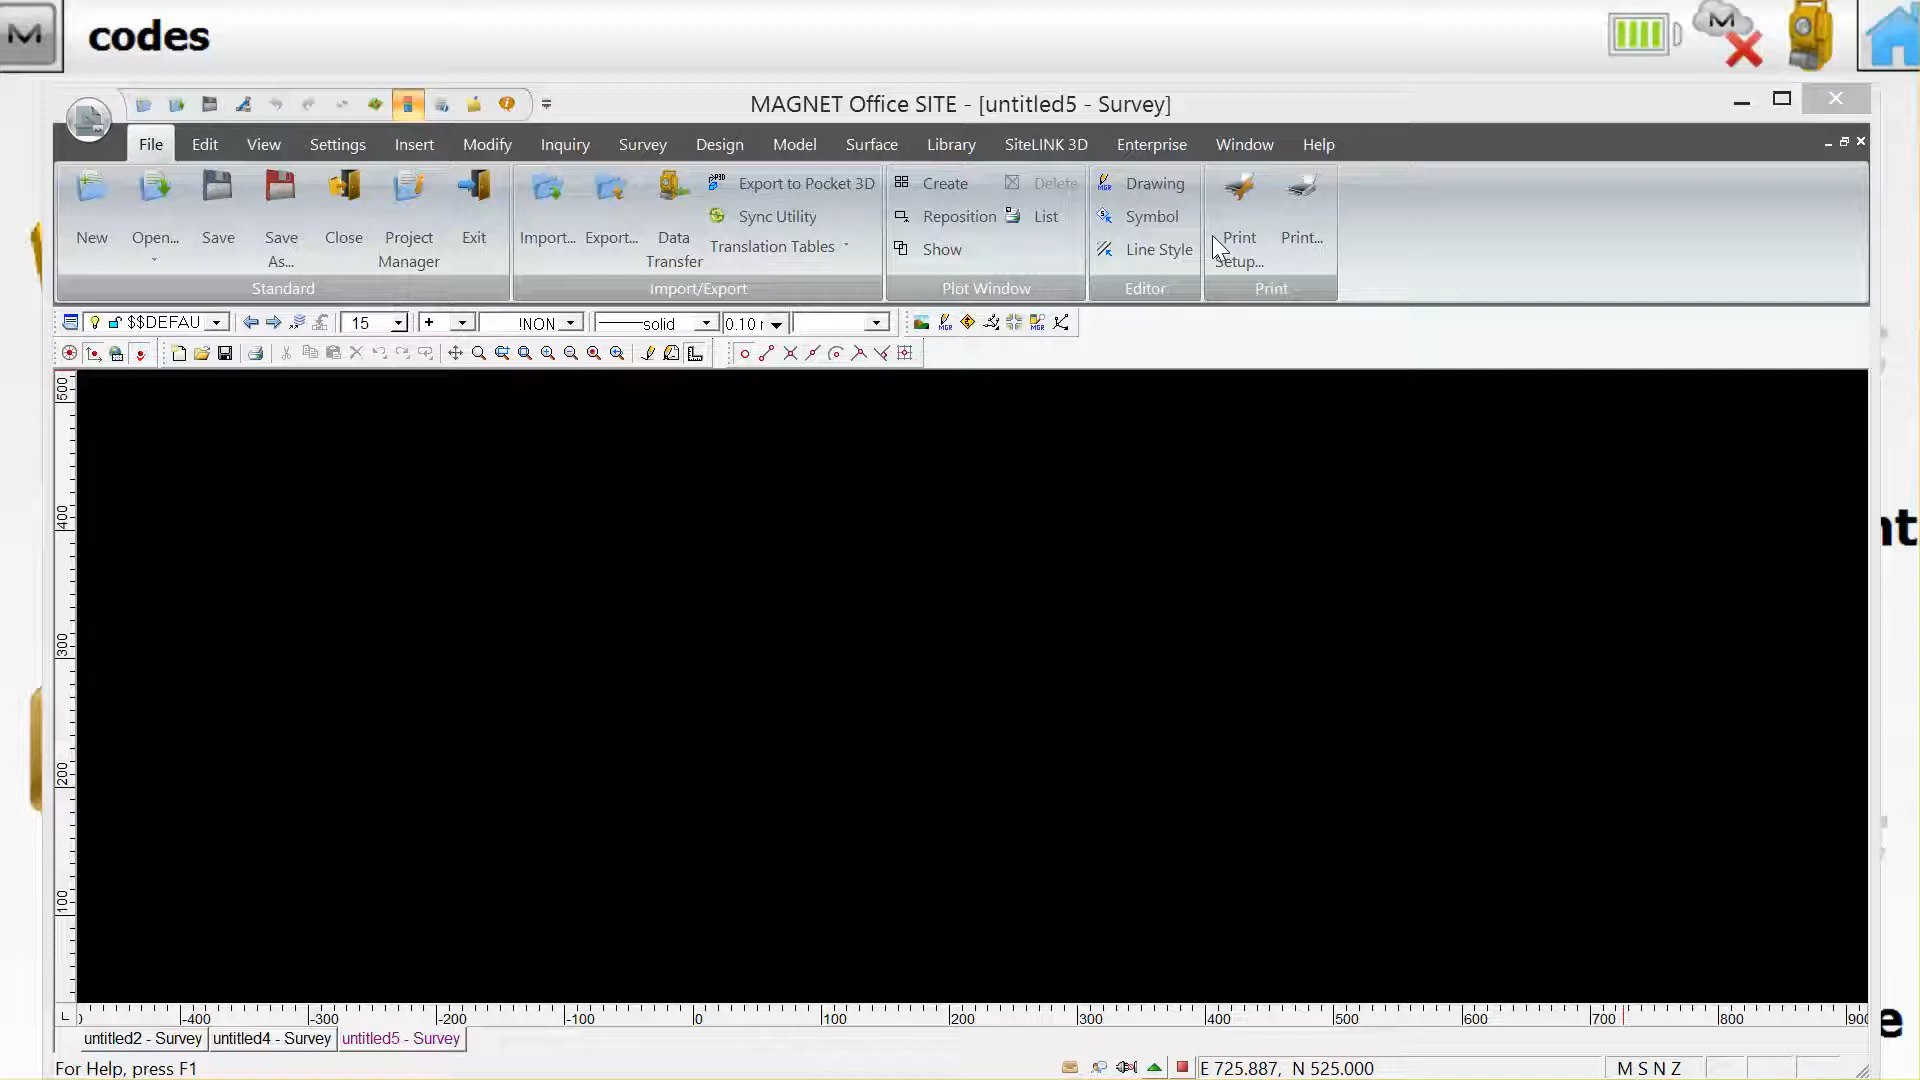 codes
MAGNET Office SITE - [untitled5 - Survey]
File Edit View Settings Insert Modify Inquiry Survey Design Model Surface Library SiteLINK 3D Enterprise Window Help
New Open... Save Save As... Close Project Manager Exit
Import... Export... Data Transfer Export to Pocket 3D
Sync Utility
Translation Tables
Create Delete
Reposition List
Show
Drawing
Symbol
Line Style
Print Setup... Print...
Standard Import/Export Plot Window Editor Print
$$DEFAU 15 + !NON solid 0.10
500
400
300
200
100
-400 -300 -200 -100 0 100 200 300 400 500 600 700 800 900
untitled2 - Survey untitled4 - Survey untitled5 - Survey
For Help, press F1 E 725.887, N 525.000 M S N Z